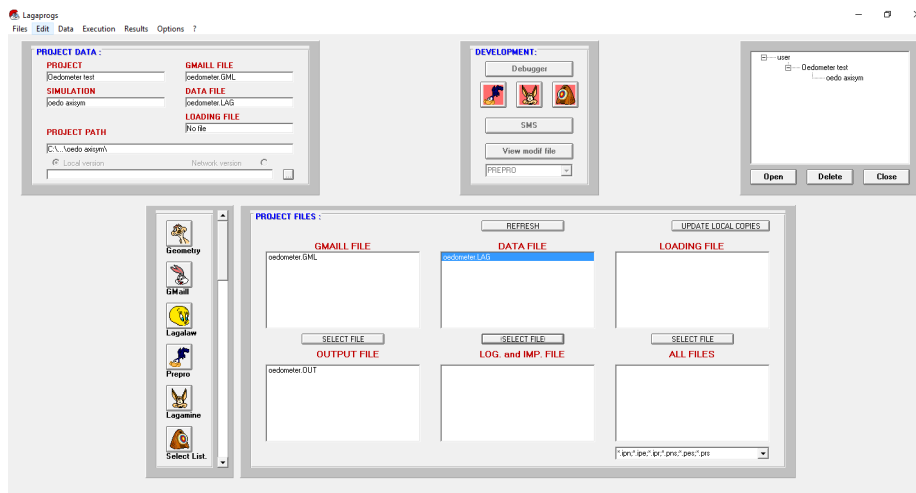 Lagaprogs
Files Edit Data Execution Results Options ?
PROJECT DATA :
PROJECT
Oedometer test
GMAILL FILE
oedometer.GML
SIMULATION
oedo axisym
DATA FILE
oedometer.LAG
LOADING FILE
No file
PROJECT PATH
C:\...\oedo axisym\
Local version
Network version
DEVELOPMENT:
Debugger
SMS
View modif file
PREPRO
user
Oedometer test
oedo axisym
Open Delete Close
Geometry
GMaill
Lagalaw
Prepro
Lagamine
Select List.
PROJECT FILES :
REFRESH
UPDATE LOCAL COPIES
GMAILL FILE
oedometer.GML
DATA FILE
oedometer.LAG
LOADING FILE
SELECT FILE
SELECT FILE
SELECT FILE
OUTPUT FILE
oedometer.OUT
LOG. and IMP. FILE
ALL FILES
*.ipn;*.ipe;*.ipr;*.pns;*.pes;*.prs